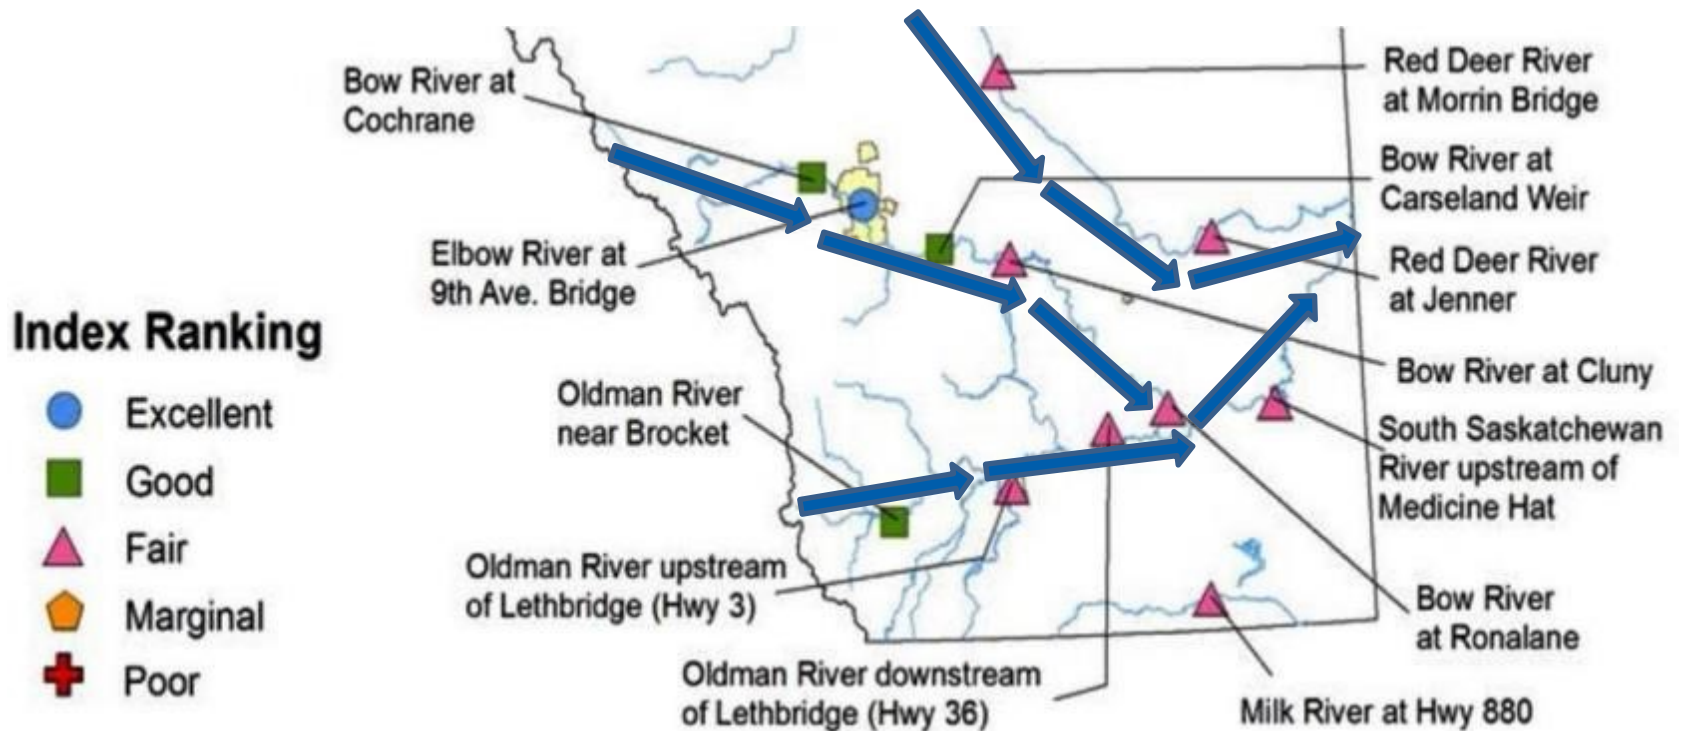 Bow River at
Cochrane
Elbow River at
9th Ave. Bridge
Index Ranking
Excellent
Good
Fair
Marginal
Poor
Oldman River
near Brocket
Oldman River upstream
of Lethbridge (Hwy 3)
Oldman River downstream
of Lethbridge (Hwy 36)
Red Deer River
at Morrin Bridge
Bow River at
Carseland Weir
Red Deer River
at Jenner
Bow River at Cluny
South Saskatchewan
River upstream of
Medicine Hat
Bow River
at Ronalane
Milk River at Hwy 880